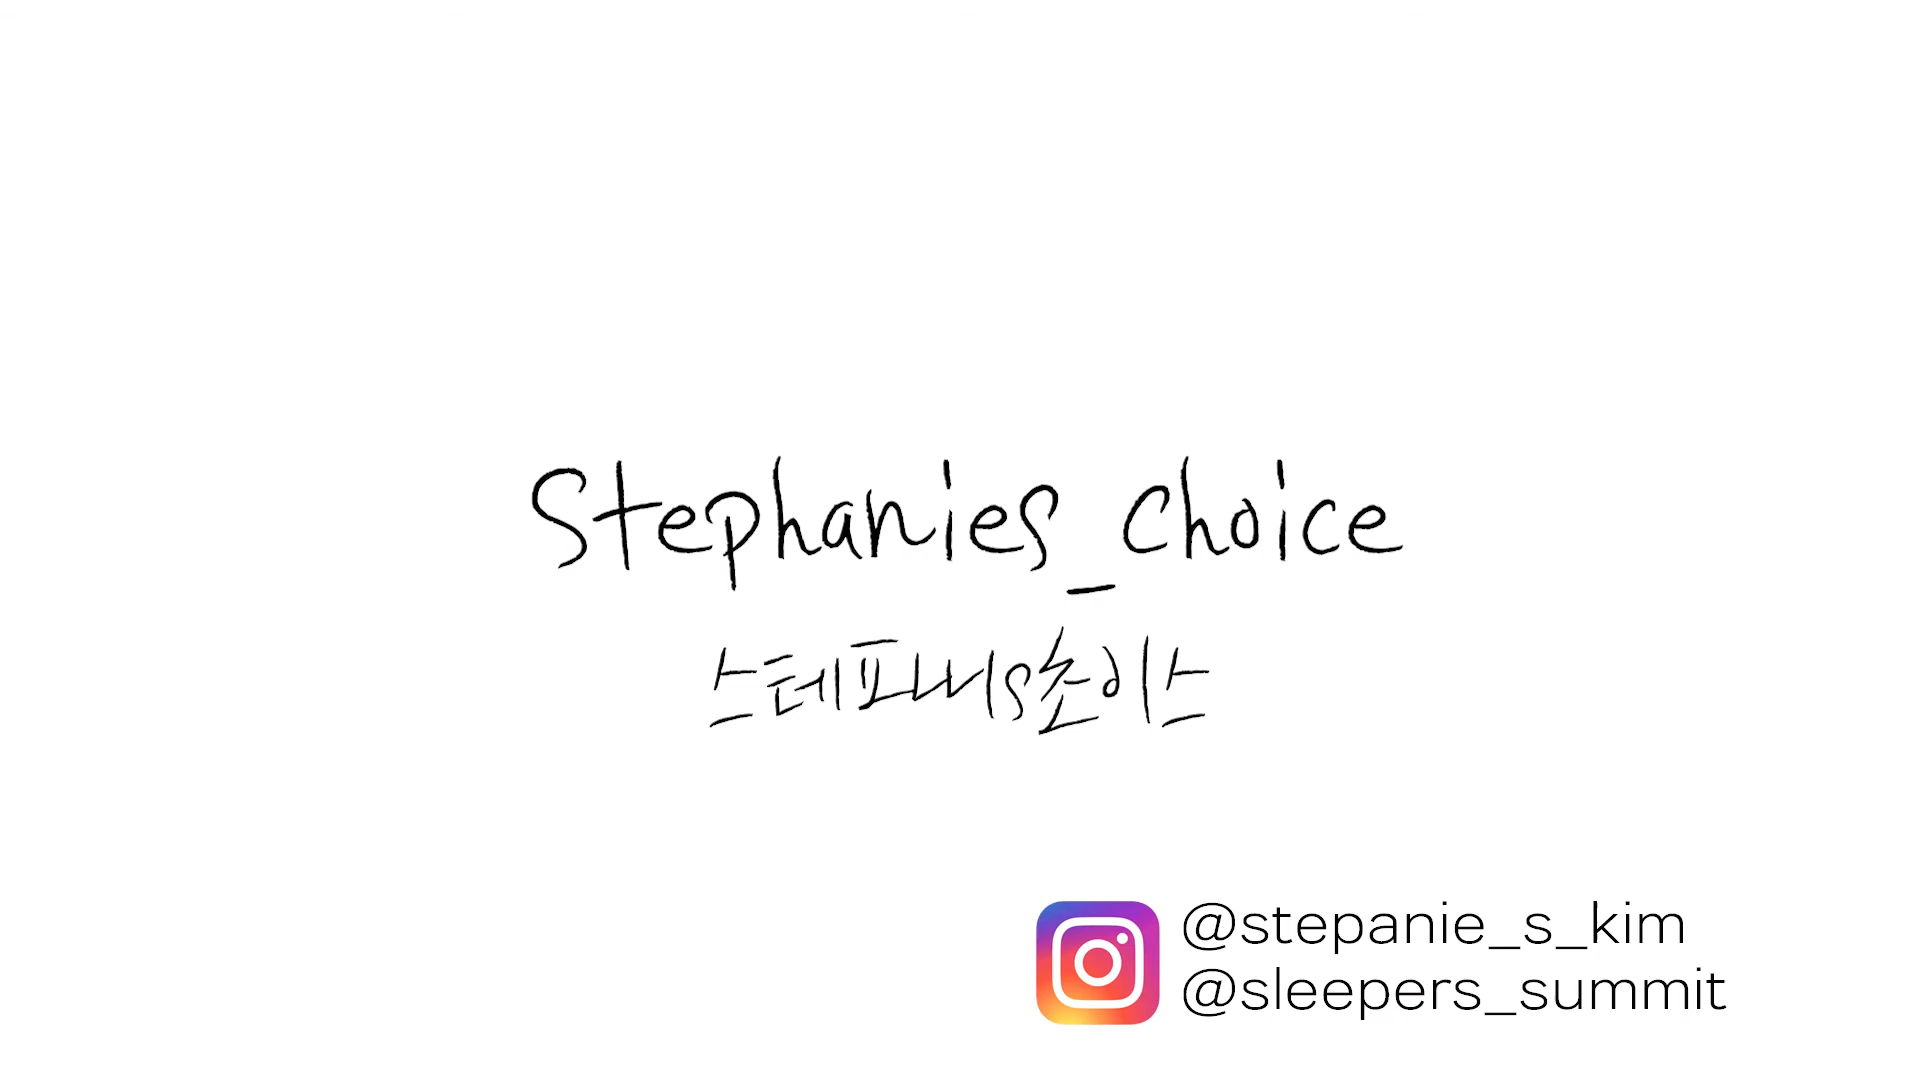 Stephanies_choice
스테파니s초이스
@stepanie_s_kim
@sleepers_summit